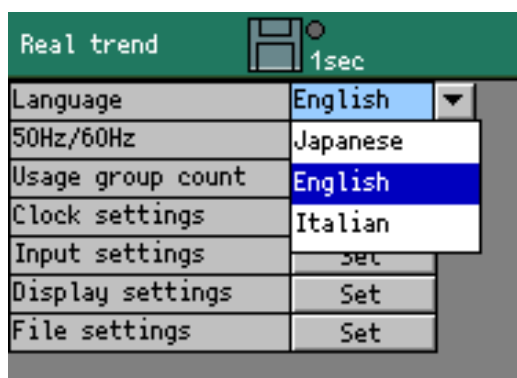 Real trend
1sec
Language English
50Hz/60Hz Japanese
Usage group count English
Clock settings Italian
Input settings Set
Display settings Set
File settings Set